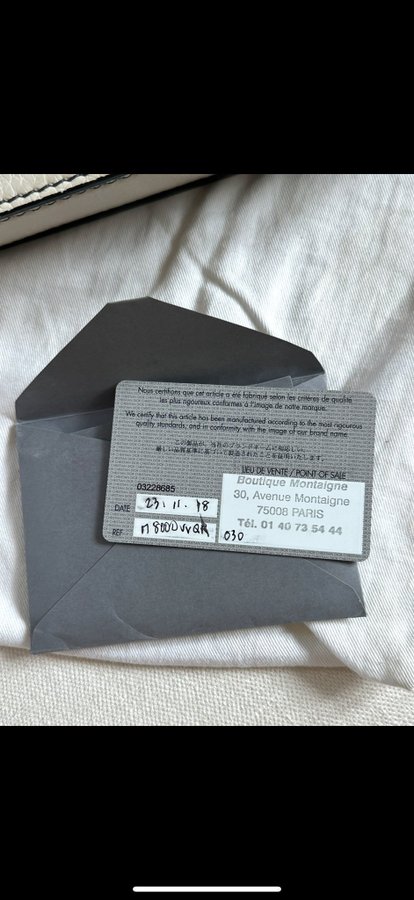 Nous certifions que cet article a été fabriqué selon les critères de qualité
les plus rigoureux conformes à l'image de notre marque.
We certify that this article has been manufactured according to the most rigorous
quality standards, and in conformity with the image of our brand name
03228685
DATE 23.11.18
REF.
LIEU DE VENTE / POINT OF SALE
Boutique Montaigne
30, Avenue Montaigne
75008 PARIS
Tél. 01 40 73 54 44
030